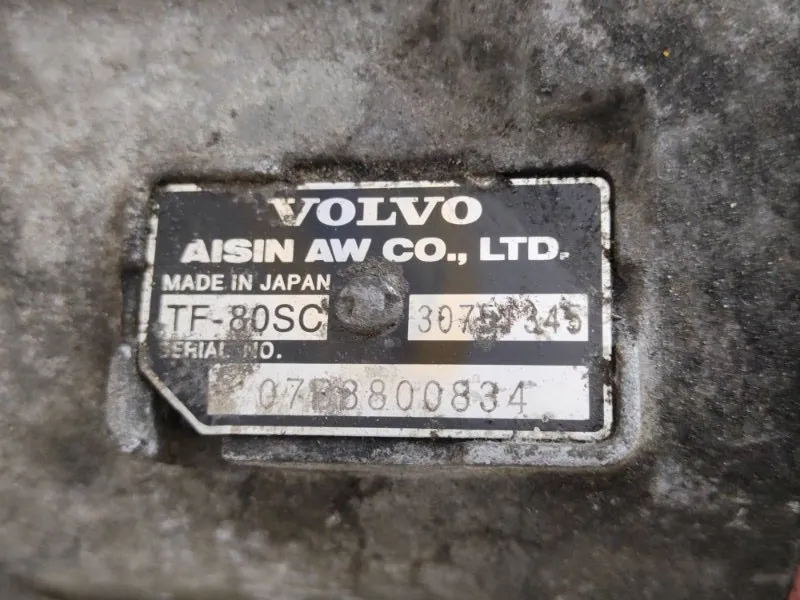 VOLVO
AISIN AW CO., LTD.
MADE IN JAPAN
TF-80SC
SERIAL NO.